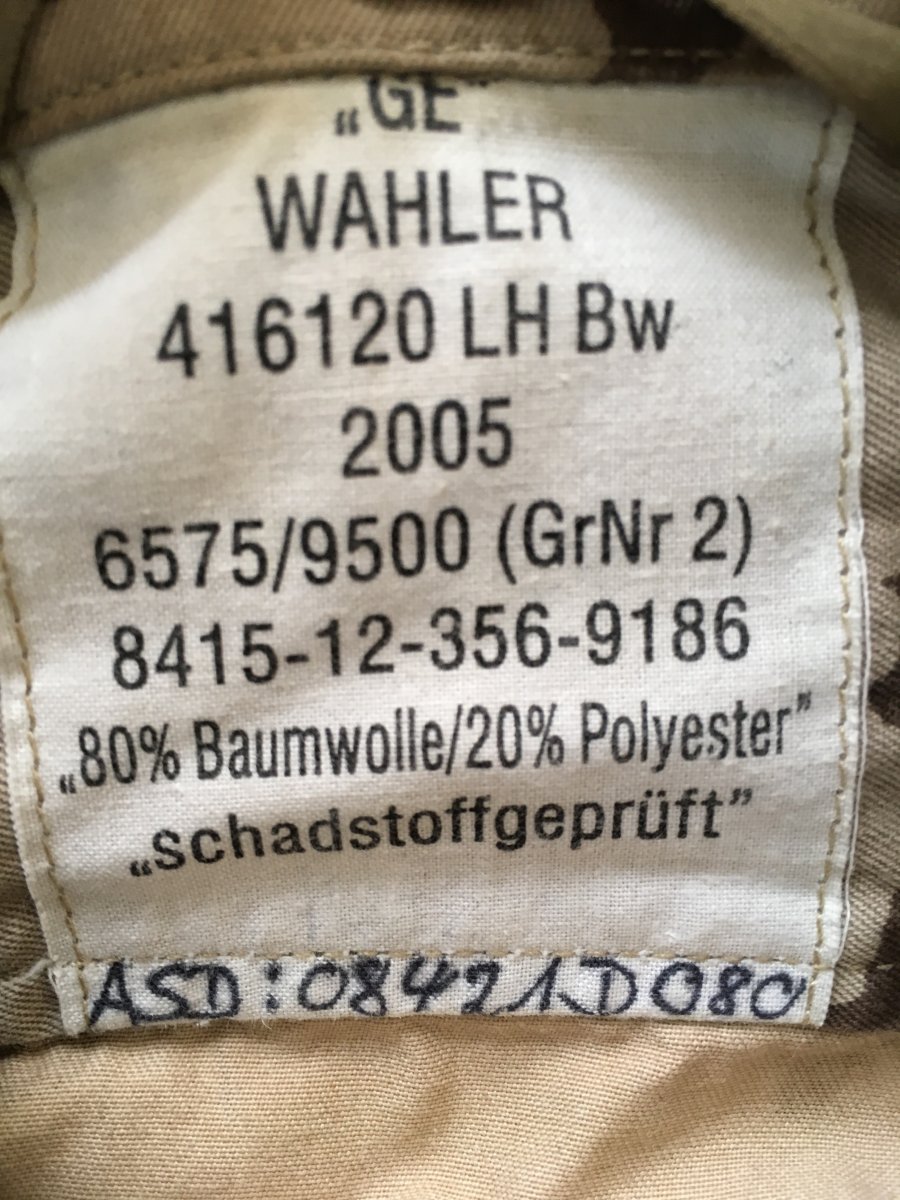 „GE"
WAHLER
416120 LH Bw
2005
6575/9500 (GrNr 2)
8415-12-356-9186
„80% Baumwolle/20% Polyester”
„schadstoffgeprüft”
ASD:08421D080